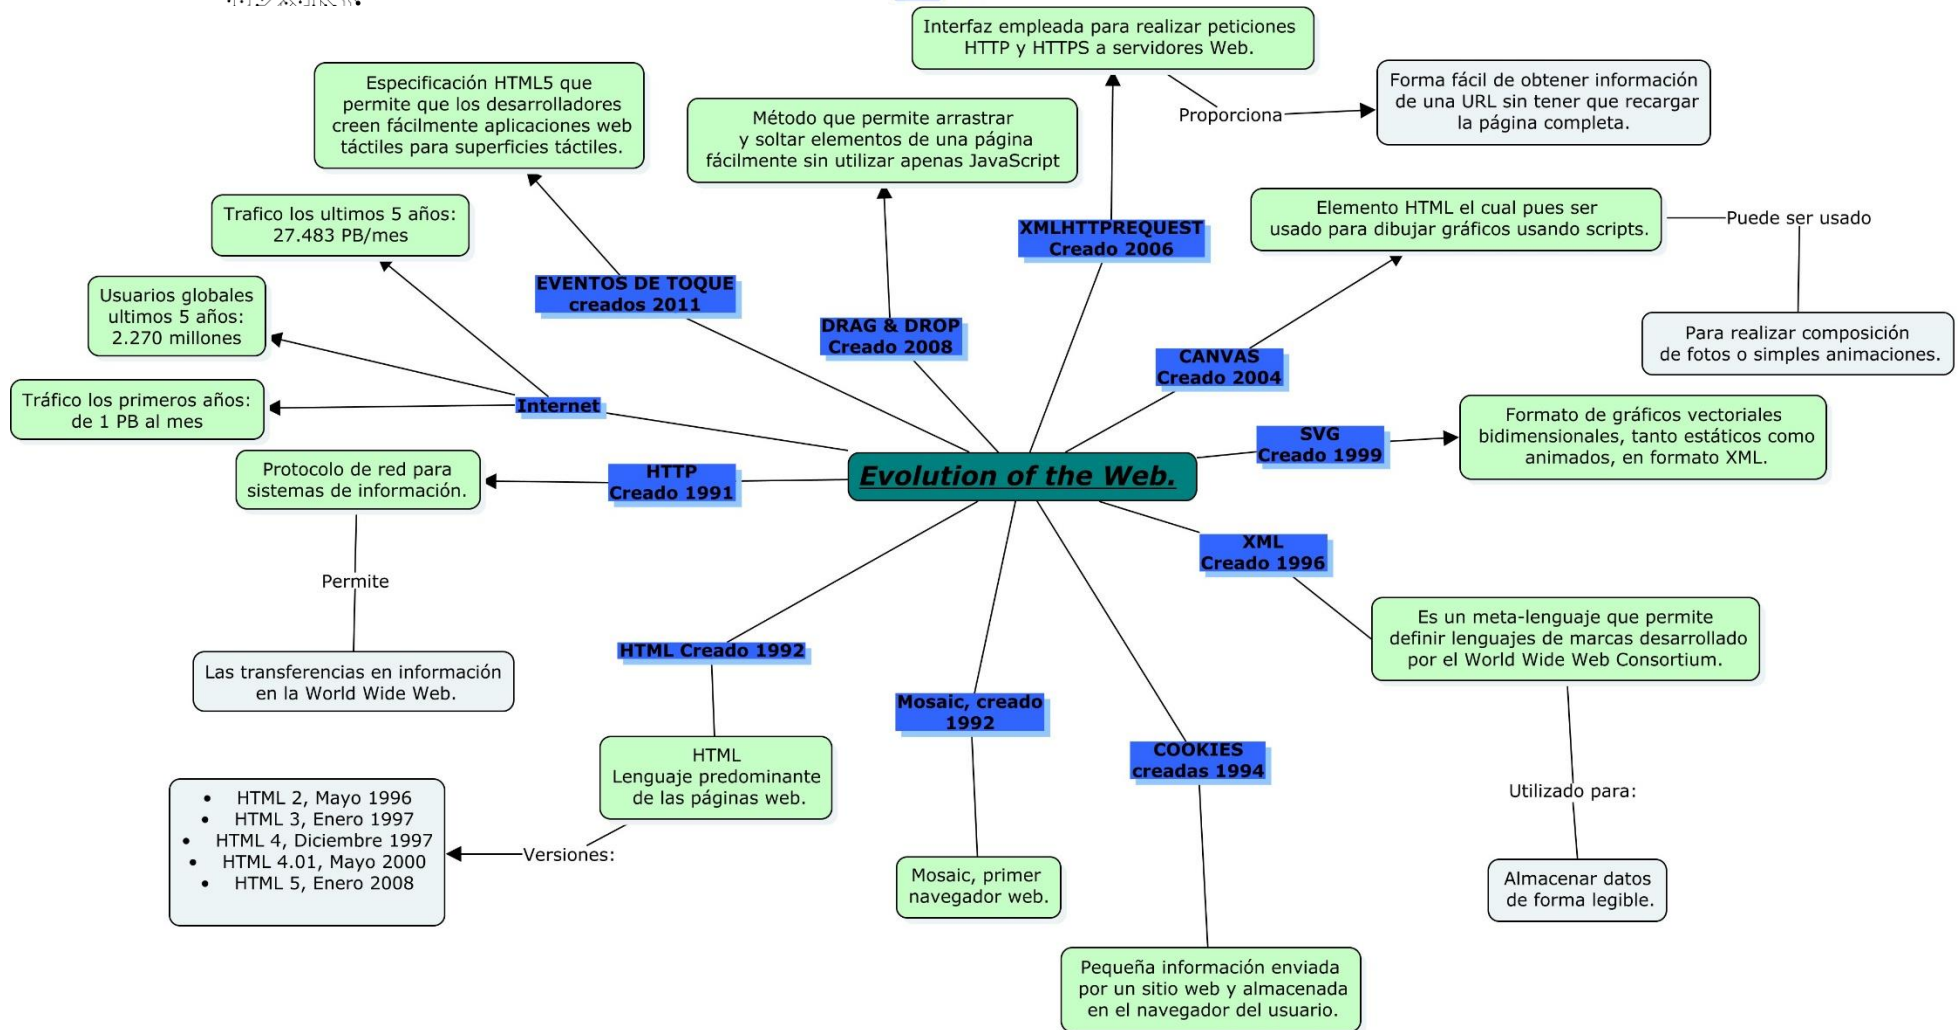 Interfaz empleada para realizar peticiones
HTTP y HTTPS a servidores Web.
Proporciona
Forma fácil de obtener información
de una URL sin tener que recargar
la página completa.
Especificación HTML5 que
permite que los desarrolladores
creen fácilmente aplicaciones web
táctiles para superficies táctiles.
Método que permite arrastrar
y soltar elementos de una página
fácilmente sin utilizar apenas JavaScript
Trafico los ultimos 5 años:
27.483 PB/mes
XMLHTTPREQUEST
Creado 2006
Elemento HTML el cual pues ser
usado para dibujar gráficos usando scripts.
Puede ser usado
Para realizar composición
de fotos o simples animaciones.
EVENTOS DE TOQUE
creados 2011
Usuarios globales
ultimos 5 años:
2.270 millones
DRAG & DROP
Creado 2008
CANVAS
Creado 2004
Tráfico los primeros años:
de 1 PB al mes
Internet
SVG
Creado 1999
Formato de gráficos vectoriales
bidimensionales, tanto estáticos como
animados, en formato XML.
Protocolo de red para
sistemas de información.
HTTP
Creado 1991
Evolution of the Web.
Permite
Las transferencias en información
en la World Wide Web.
XML
Creado 1996
Es un meta-lenguaje que permite
definir lenguajes de marcas desarrollado
por el World Wide Web Consortium.
Utilizado para:
Almacenar datos
de forma legible.
HTML Creado 1992
HTML
Lenguaje predominante
de las páginas web.
Versiones:
• HTML 2, Mayo 1996
• HTML 3, Enero 1997
• HTML 4, Diciembre 1997
• HTML 4.01, Mayo 2000
• HTML 5, Enero 2008
Mosaic, creado
1992
Mosaic, primer
navegador web.
COOKIES
creadas 1994
Pequeña información enviada
por un sitio web y almacenada
en el navegador del usuario.